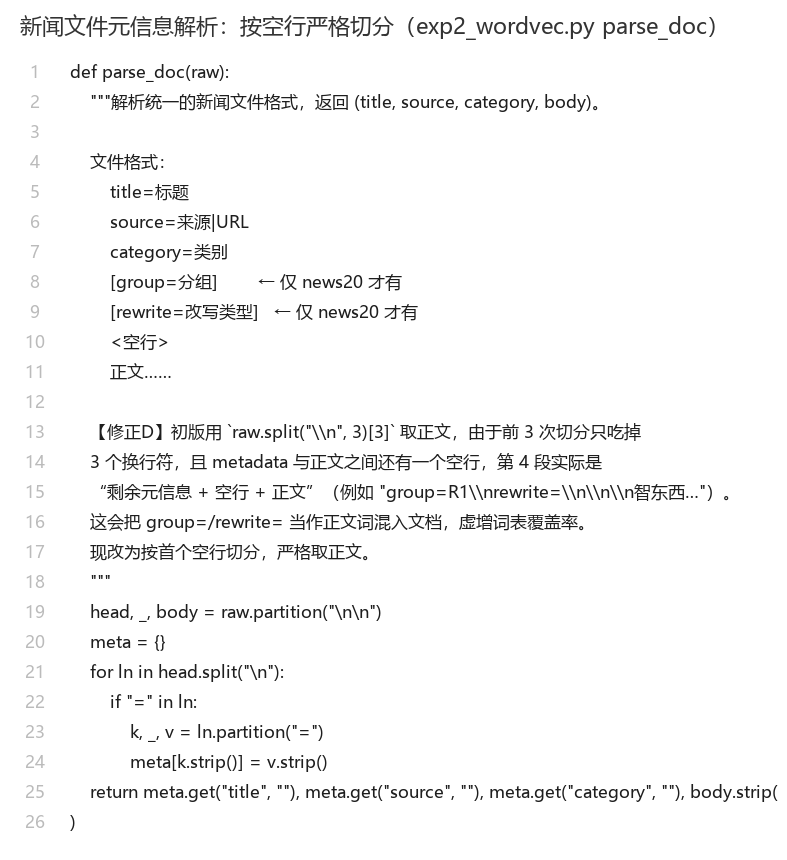 新闻文件元信息解析：按空行严格切分（exp2_wordvec.py parse_doc）
1 def parse_doc(raw):
2 """解析统一的新闻文件格式，返回 (title, source, category, body)。
3
4 文件格式：
5 title=标题
6 source=来源|URL
7 category=类别
8 [group=分组] ← 仅 news20 才有
9 [rewrite=改写类型] ← 仅 news20 才有
10 <空行>
11 正文……
12
13 【修正D】初版用 `raw.split("\\n", 3)[3]` 取正文，由于前 3 次切分只吃掉
14 3 个换行符，且 metadata 与正文之间还有一个空行，第 4 段实际是
15 “剩余元信息 + 空行 + 正文”（例如 "group=R1\\nrewrite=\\n\\n\\n智东西…"）。
16 这会把 group=/rewrite= 当作正文词混入文档，虚增词表覆盖率。
17 现改为按首个空行切分，严格取正文。
18 """
19 head, _, body = raw.partition("\n\n")
20 meta = {}
21 for ln in head.split("\n"):
22 if "=" in ln:
23 k, _, v = ln.partition("=")
24 meta[k.strip()] = v.strip()
25 return meta.get("title", ""), meta.get("source", ""), meta.get("category", ""), body.strip(
26 )